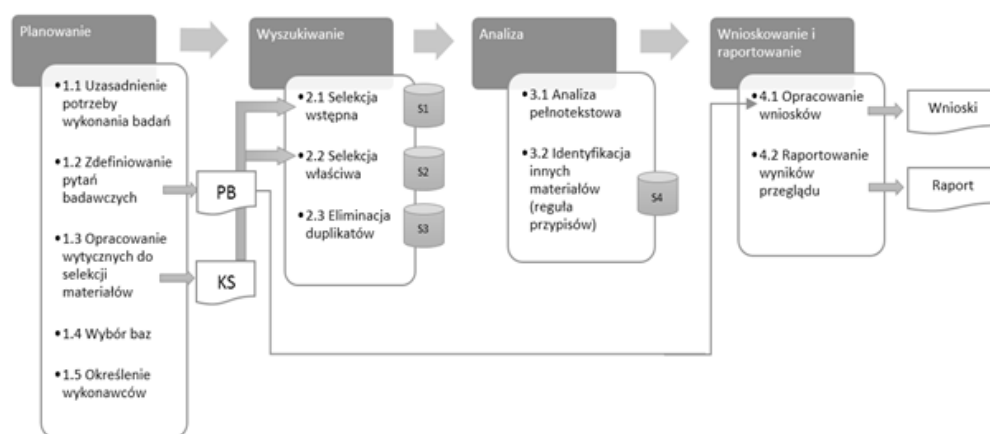 Planowanie
•1.1 Uzasadnienie
potrzeby
wykonania badań
•1.2 Zdefiniowanie
pytań
badawczych
•1.3 Opracowanie
wytycznych do
selekcji
materiałów
•1.4 Wybór baz
•1.5 Określenie
wykonawców
PB
KS
Wyszukiwanie
•2.1 Selekcja
wstępna
•2.2 Selekcja
właściwa
•2.3 Eliminacja
duplikatów
S1
S2
S3
Analiza
•3.1 Analiza
pełnotekstowa
•3.2 Identyfikacja
innych
materiałów
(reguła
przypisów)
S4
Wnioskowanie i
raportowanie
•4.1 Opracowanie
wniosków
•4.2 Raportowanie
wyników
przeglądu
Wnioski
Raport